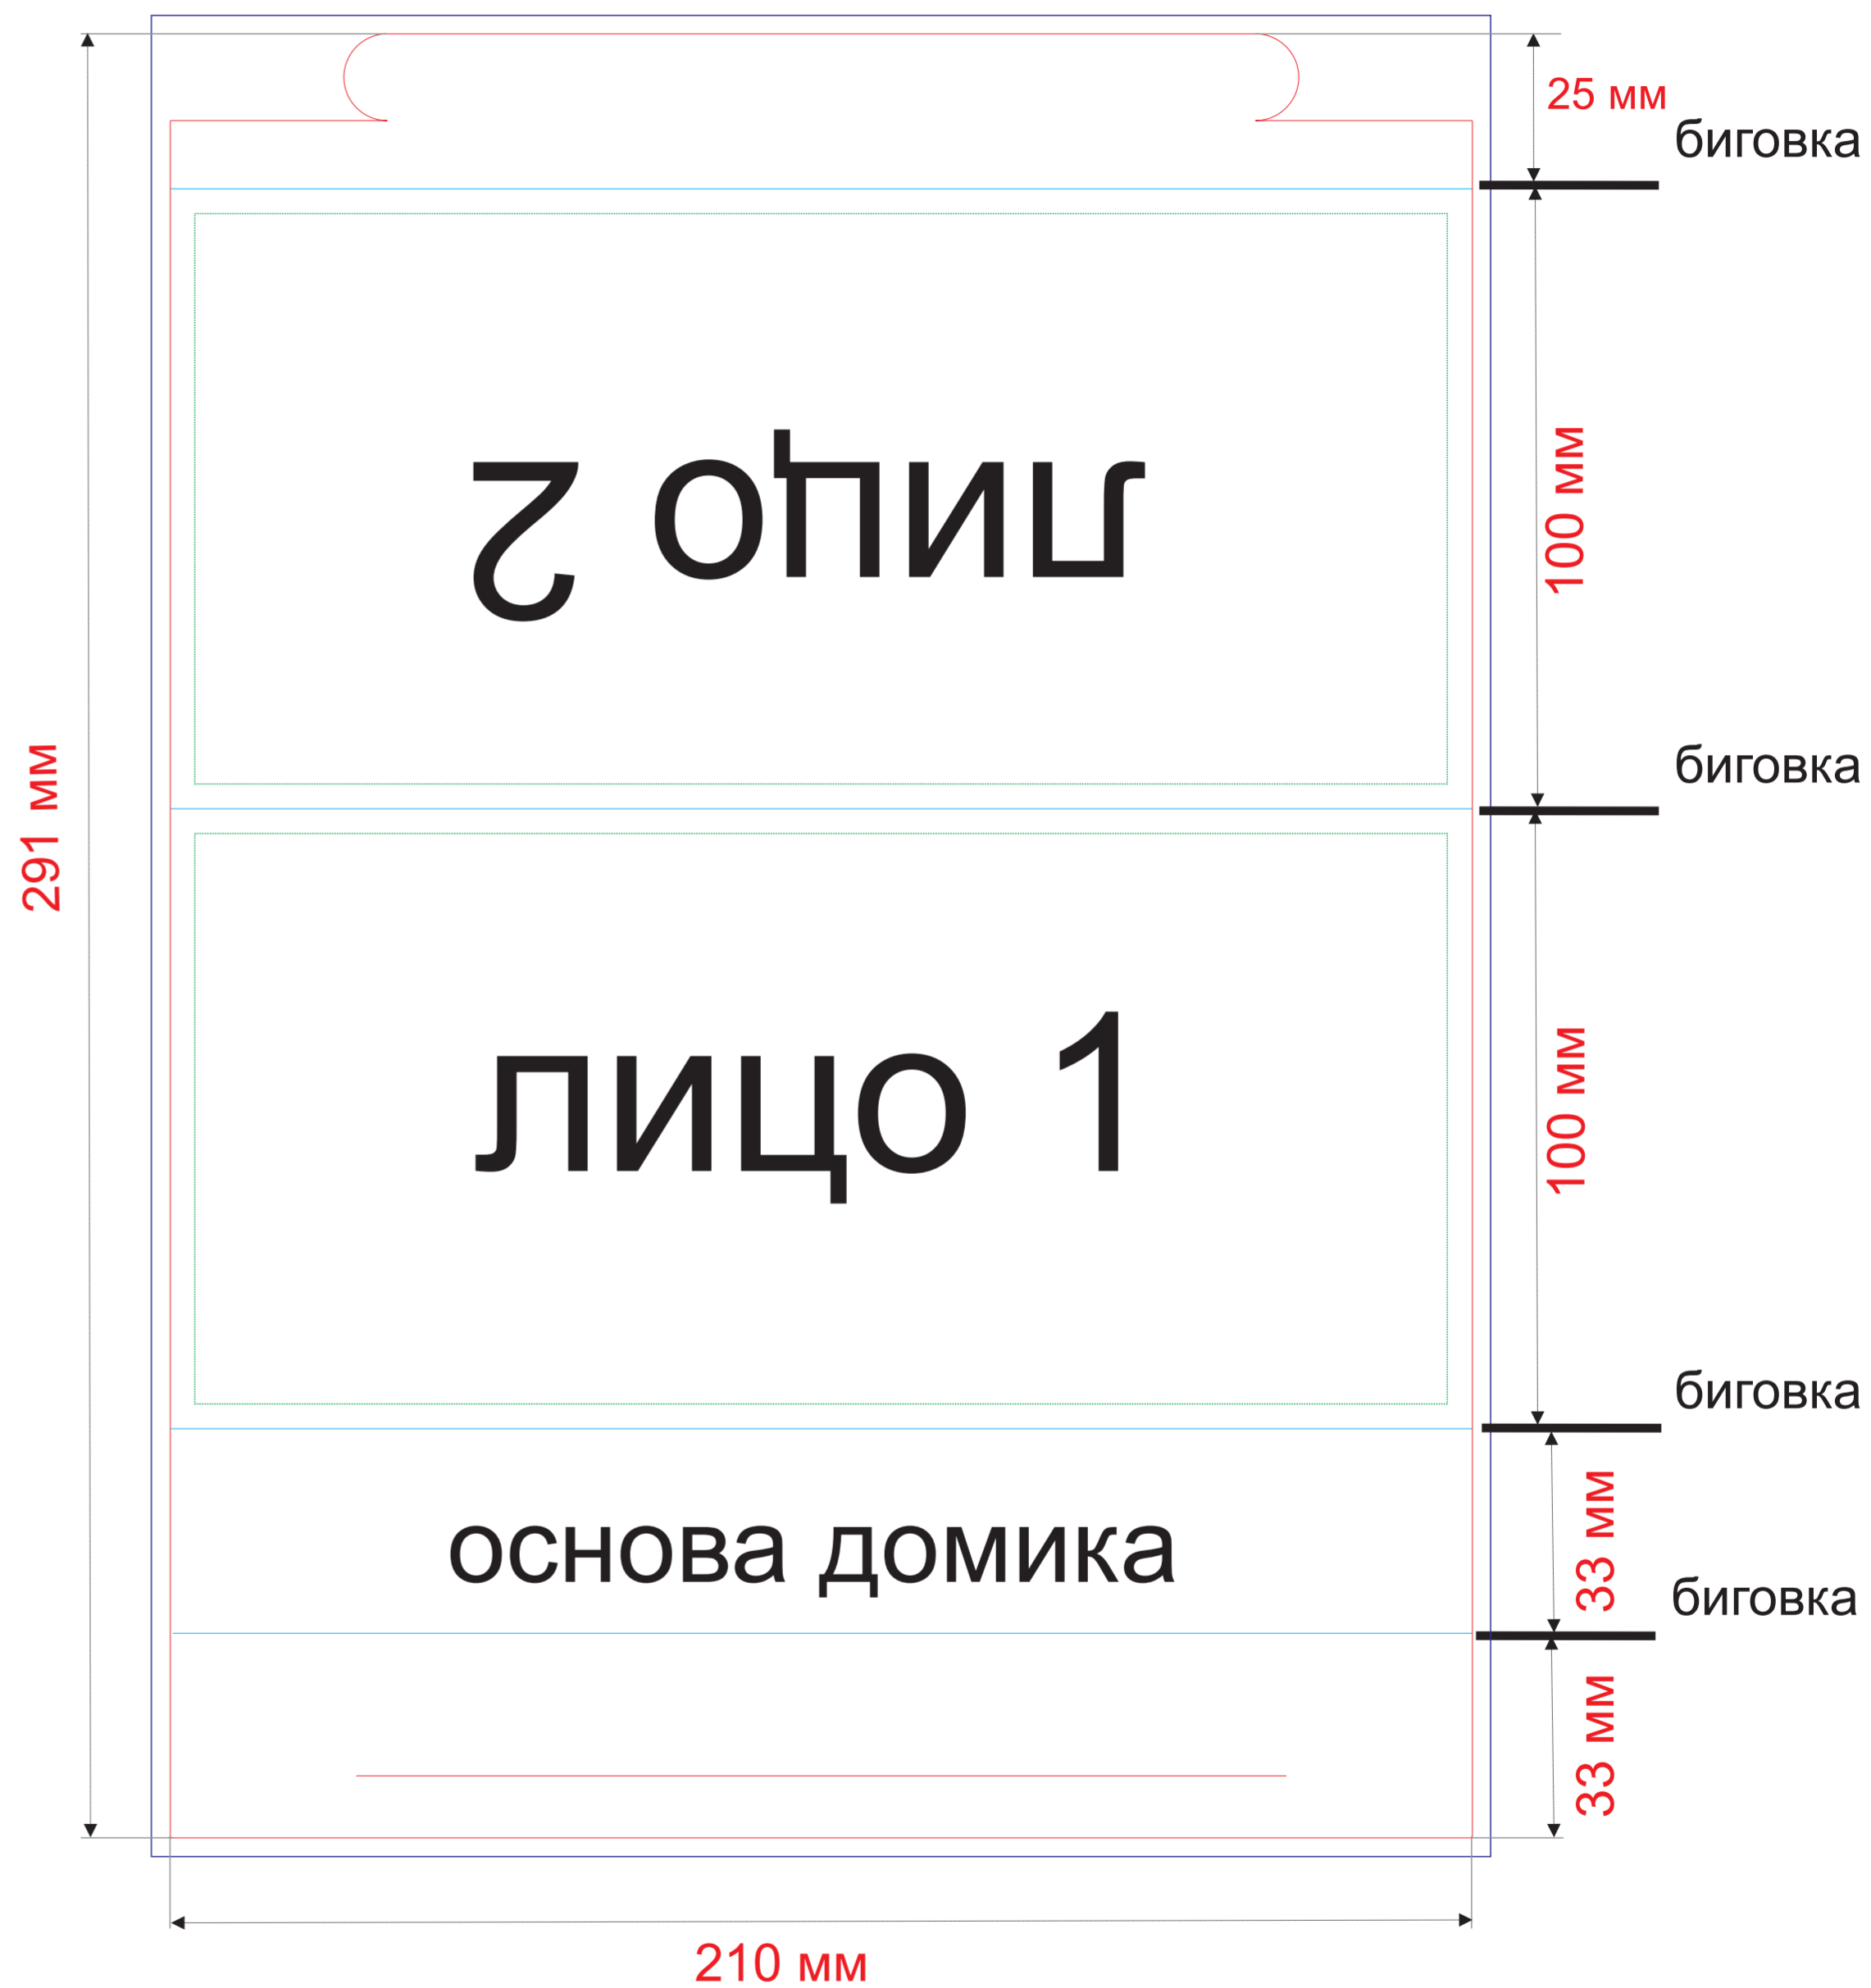 25 мм
биговка
лицо 2
100 мм
биговка
291 мм
лицо 1
100 мм
биговка
основа домика
33 мм
биговка
33 мм
210 мм